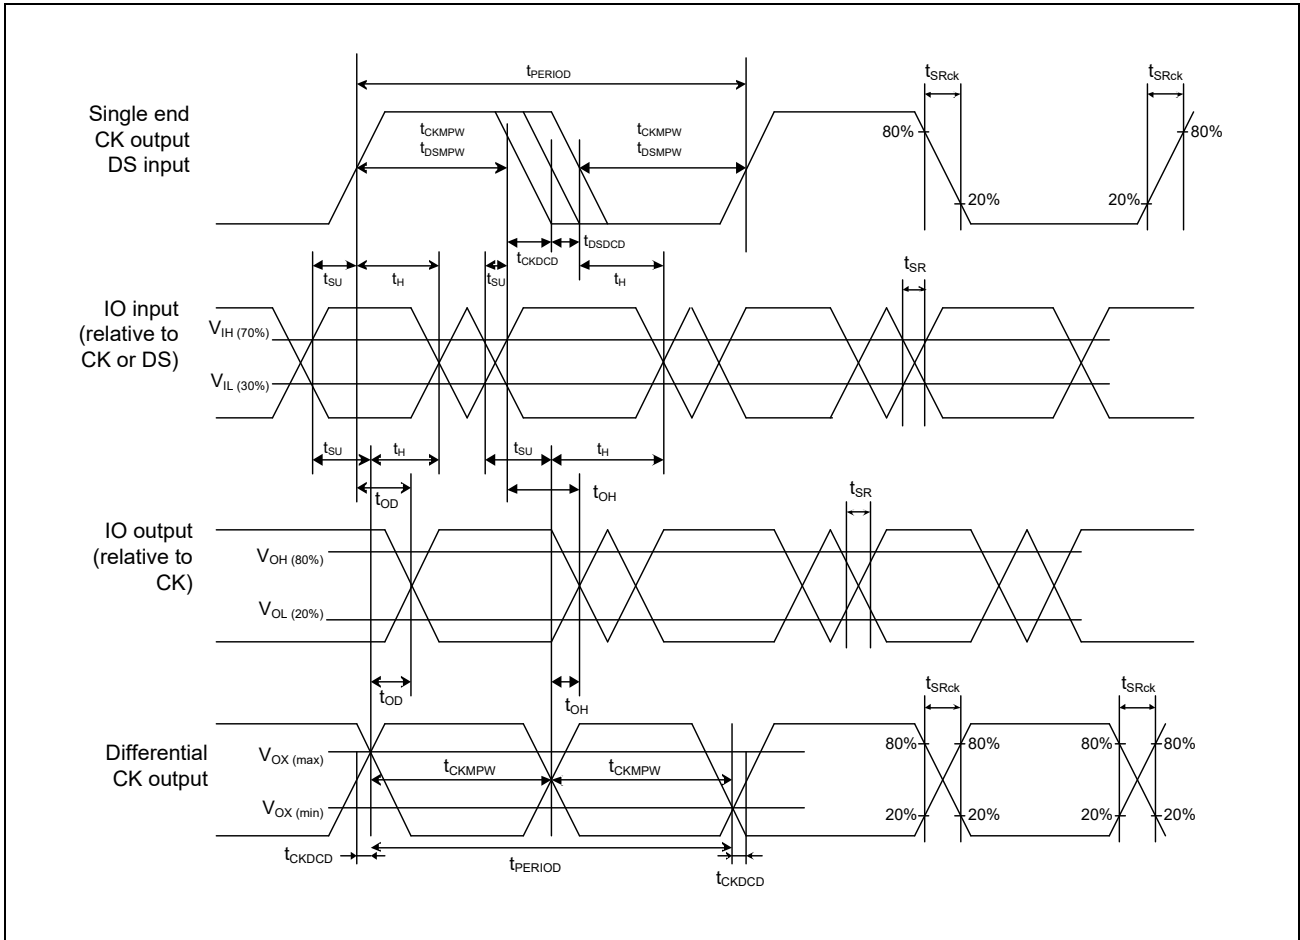 tPERIOD
tSRck
tSRck
Single end
CK output
DS input
tCKMPW
tDSMPW
tCKMPW
tDSMPW
80%
20%
20%
80%
tCKDCD
tDSDCD
tSU
tH
tSU
tH
tSR
IO input
(relative to
CK or DS)
VIH (70%)
VIL (30%)
tSU
tH
tSU
tH
tOD
tOH
tSR
IO output
(relative to
CK)
VOH (80%)
VOL (20%)
tOD
tOH
tSRck
tSRck
Differential
CK output
VOX (max)
VOX (min)
tCKMPW
tCKMPW
80%
80%
80%
80%
20%
20%
20%
20%
tCKDCD
tPERIOD
tCKDCD